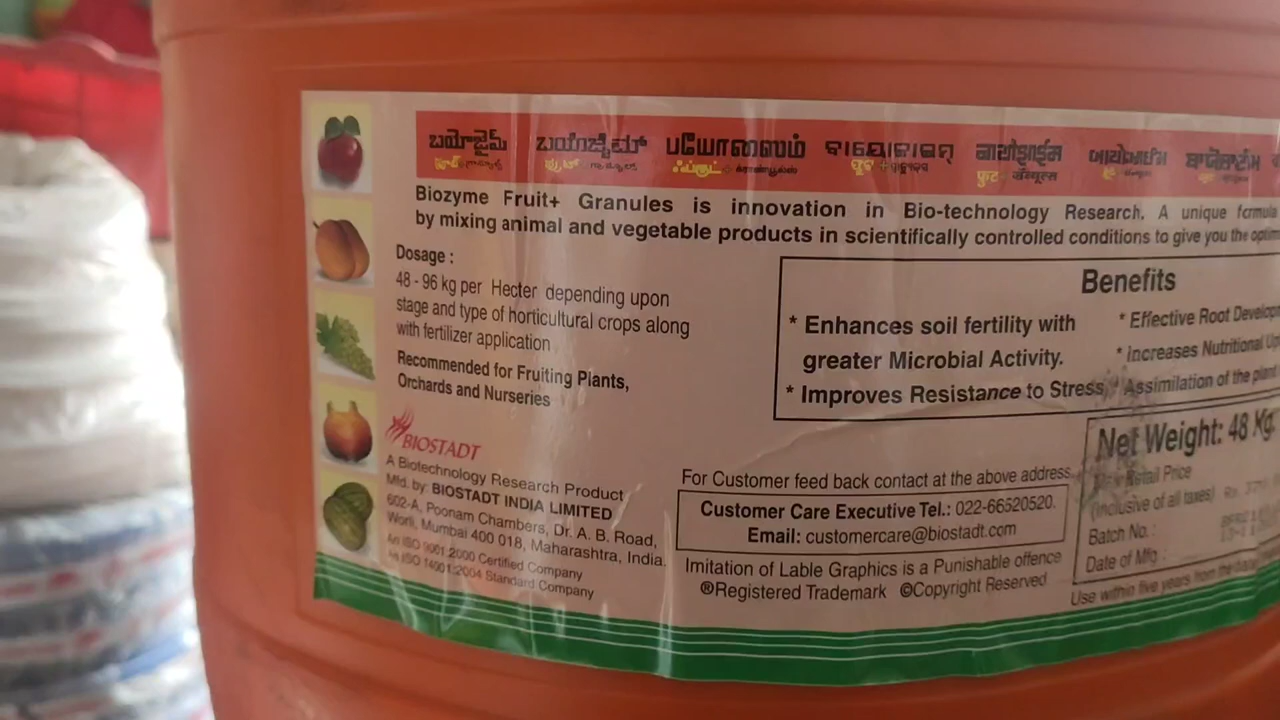 ಬಯೋಜೈಮ್ బయోజైమ్ பயோஸைம் ବାୟୋଜାଇମ୍ बायोझाईम
फ्रुट+ ग्रॅन्यूल्स
Biozyme Fruit+ Granules is innovation in Bio-technology Research. A unique formula
by mixing animal and vegetable products in scientifically controlled conditions to give you the optim
Dosage :
48 - 96 kg per Hecter depending upon
stage and type of horticultural crops along
with fertilizer application
Recommended for Fruiting Plants,
Orchards and Nurseries
Benefits
* Enhances soil fertility with
greater Microbial Activity.
* Improves Resistance to Stress
* Effective Root Develop
* Increases Nutritional Up
* Assimilation of the plant
BIOSTADT
A Biotechnology Research Product
Mfd. by: BIOSTADT INDIA LIMITED
602-A, Poonam Chambers, Dr. A. B. Road,
Worli, Mumbai 400 018, Maharashtra, India.
An ISO 9001:2000 Certified Company
An ISO 14001:2004 Standard Company
For Customer feed back contact at the above address.
Customer Care Executive Tel.: 022-66520520.
Email: customercare@biostadt.com
Imitation of Lable Graphics is a Punishable offence
®Registered Trademark ©Copyright Reserved
Net Weight: 48 Kg.
Retail Price
(Inclusive of all taxes) Rs.
Batch No. :
Date of Mfg :
Use within five years from the